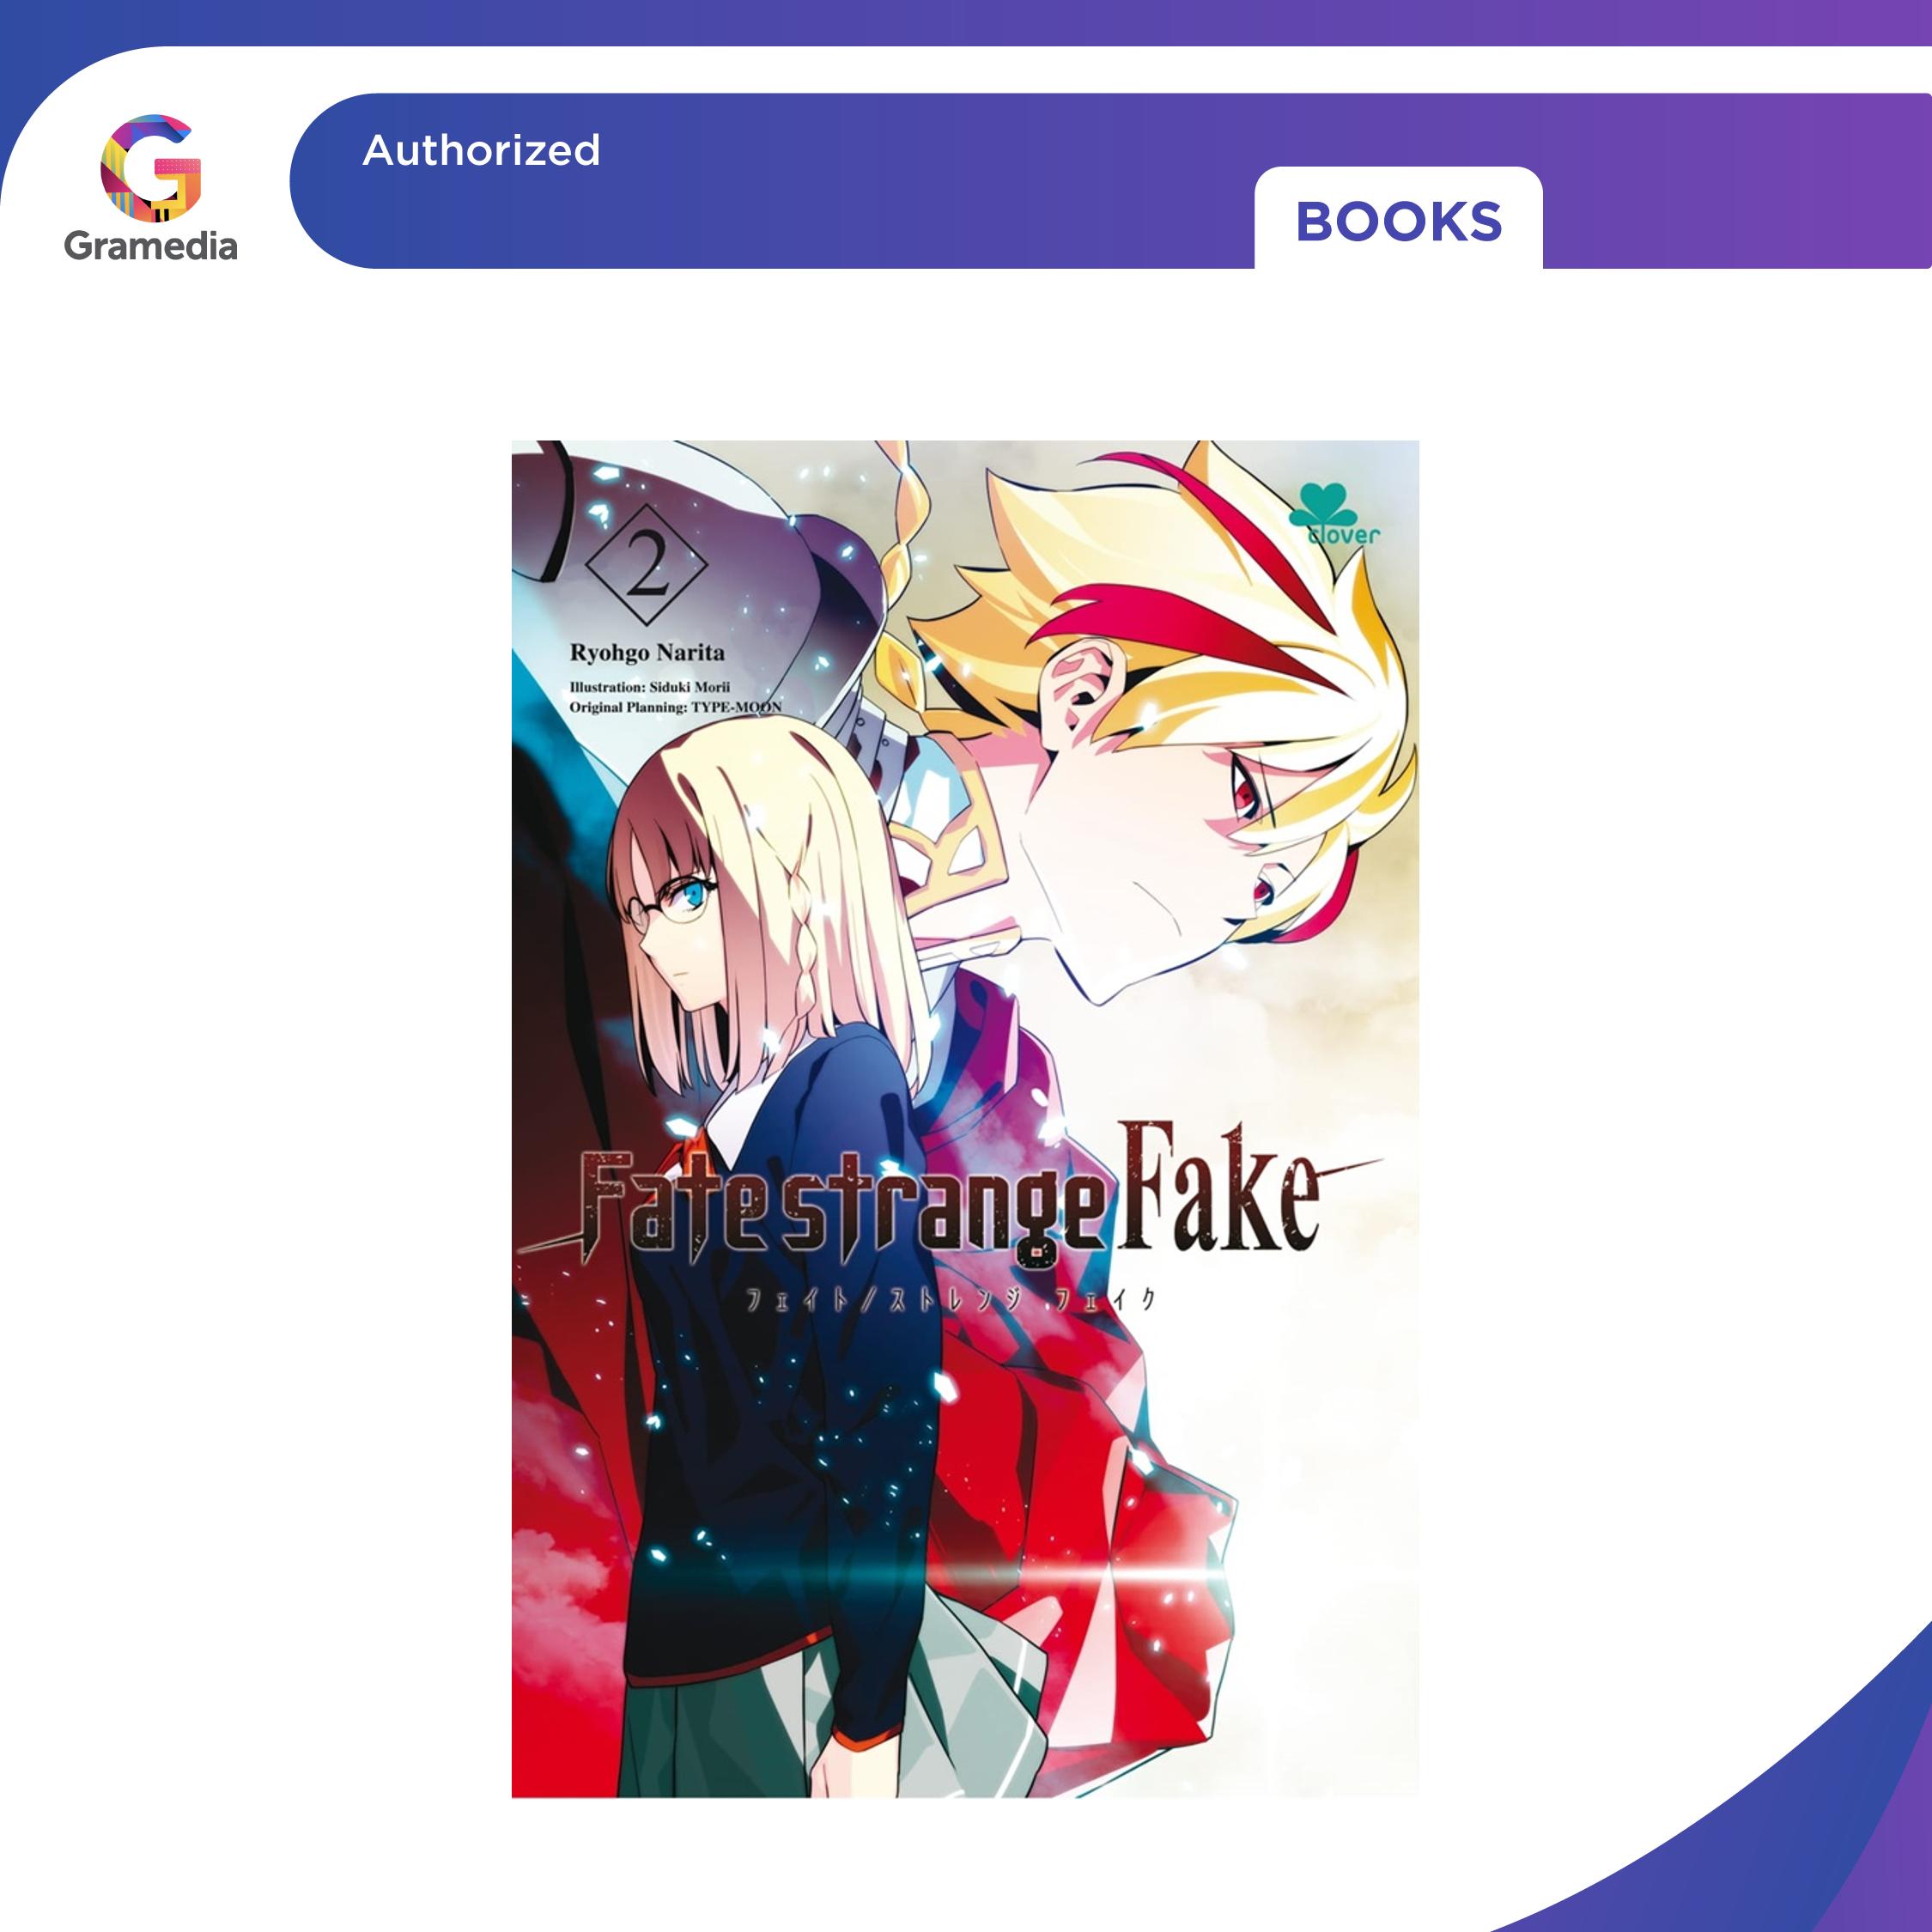 Authorized
BOOKS
Gramedia
clover
2
Ryohgo Narita
Illustration: Siduki Morii
Original Planning: TYPE-MOON
Fate strange Fake
フェイト/ストレンジ フェイク